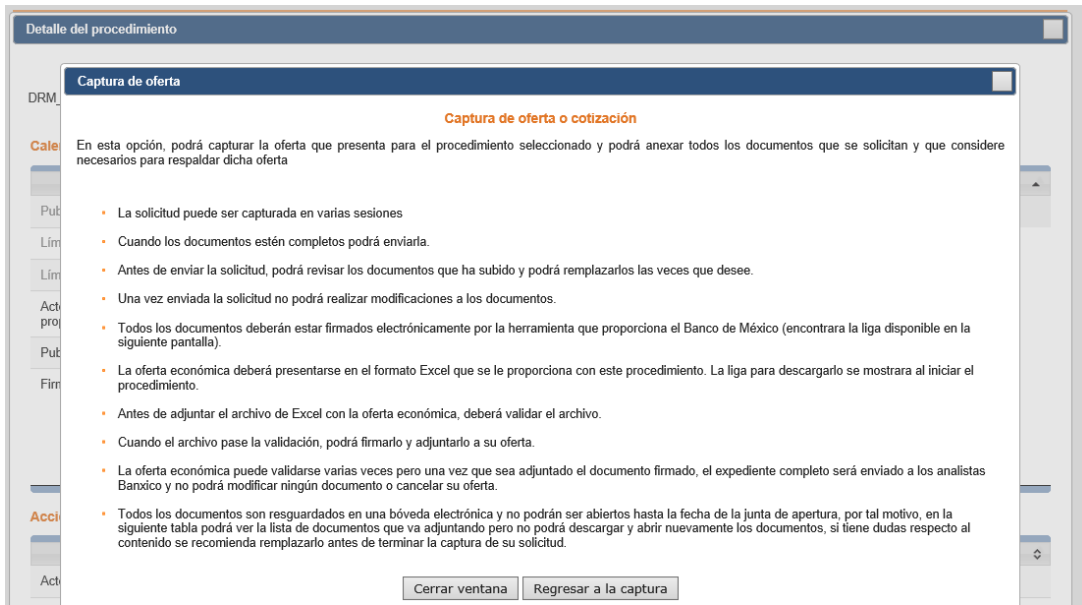 Detalle del procedimiento
Captura de oferta
DRM_
Captura de oferta o cotización
Cale
En esta opción, podrá capturar la oferta que presenta para el procedimiento seleccionado y podrá anexar todos los documentos que se solicitan y que considere
necesarios para respaldar dicha oferta
Pub
• La solicitud puede ser capturada en varias sesiones
Lím
• Cuando los documentos estén completos podrá enviarla.
Lím
• Antes de enviar la solicitud, podrá revisar los documentos que ha subido y podrá remplazarlos las veces que desee.
Acto
prop
• Una vez enviada la solicitud no podrá realizar modificaciones a los documentos.
• Todos los documentos deberán estar firmados electrónicamente por la herramienta que proporciona el Banco de México (encontrara la liga disponible en la
siguiente pantalla).
Pub
Firm
• La oferta económica deberá presentarse en el formato Excel que se le proporciona con este procedimiento. La liga para descargarlo se mostrara al iniciar el
procedimiento.
• Antes de adjuntar el archivo de Excel con la oferta económica, deberá validar el archivo.
• Cuando el archivo pase la validación, podrá firmarlo y adjuntarlo a su oferta.
• La oferta económica puede validarse varias veces pero una vez que sea adjuntado el documento firmado, el expediente completo será enviado a los analistas
Banxico y no podrá modificar ningún documento o cancelar su oferta.
Acci
• Todos los documentos son resguardados en una bóveda electrónica y no podrán ser abiertos hasta la fecha de la junta de apertura, por tal motivo, en la
siguiente tabla podrá ver la lista de documentos que va adjuntando pero no podrá descargar y abrir nuevamente los documentos, si tiene dudas respecto al
contenido se recomienda remplazarlo antes de terminar la captura de su solicitud.
Acto
Cerrar ventana
Regresar a la captura